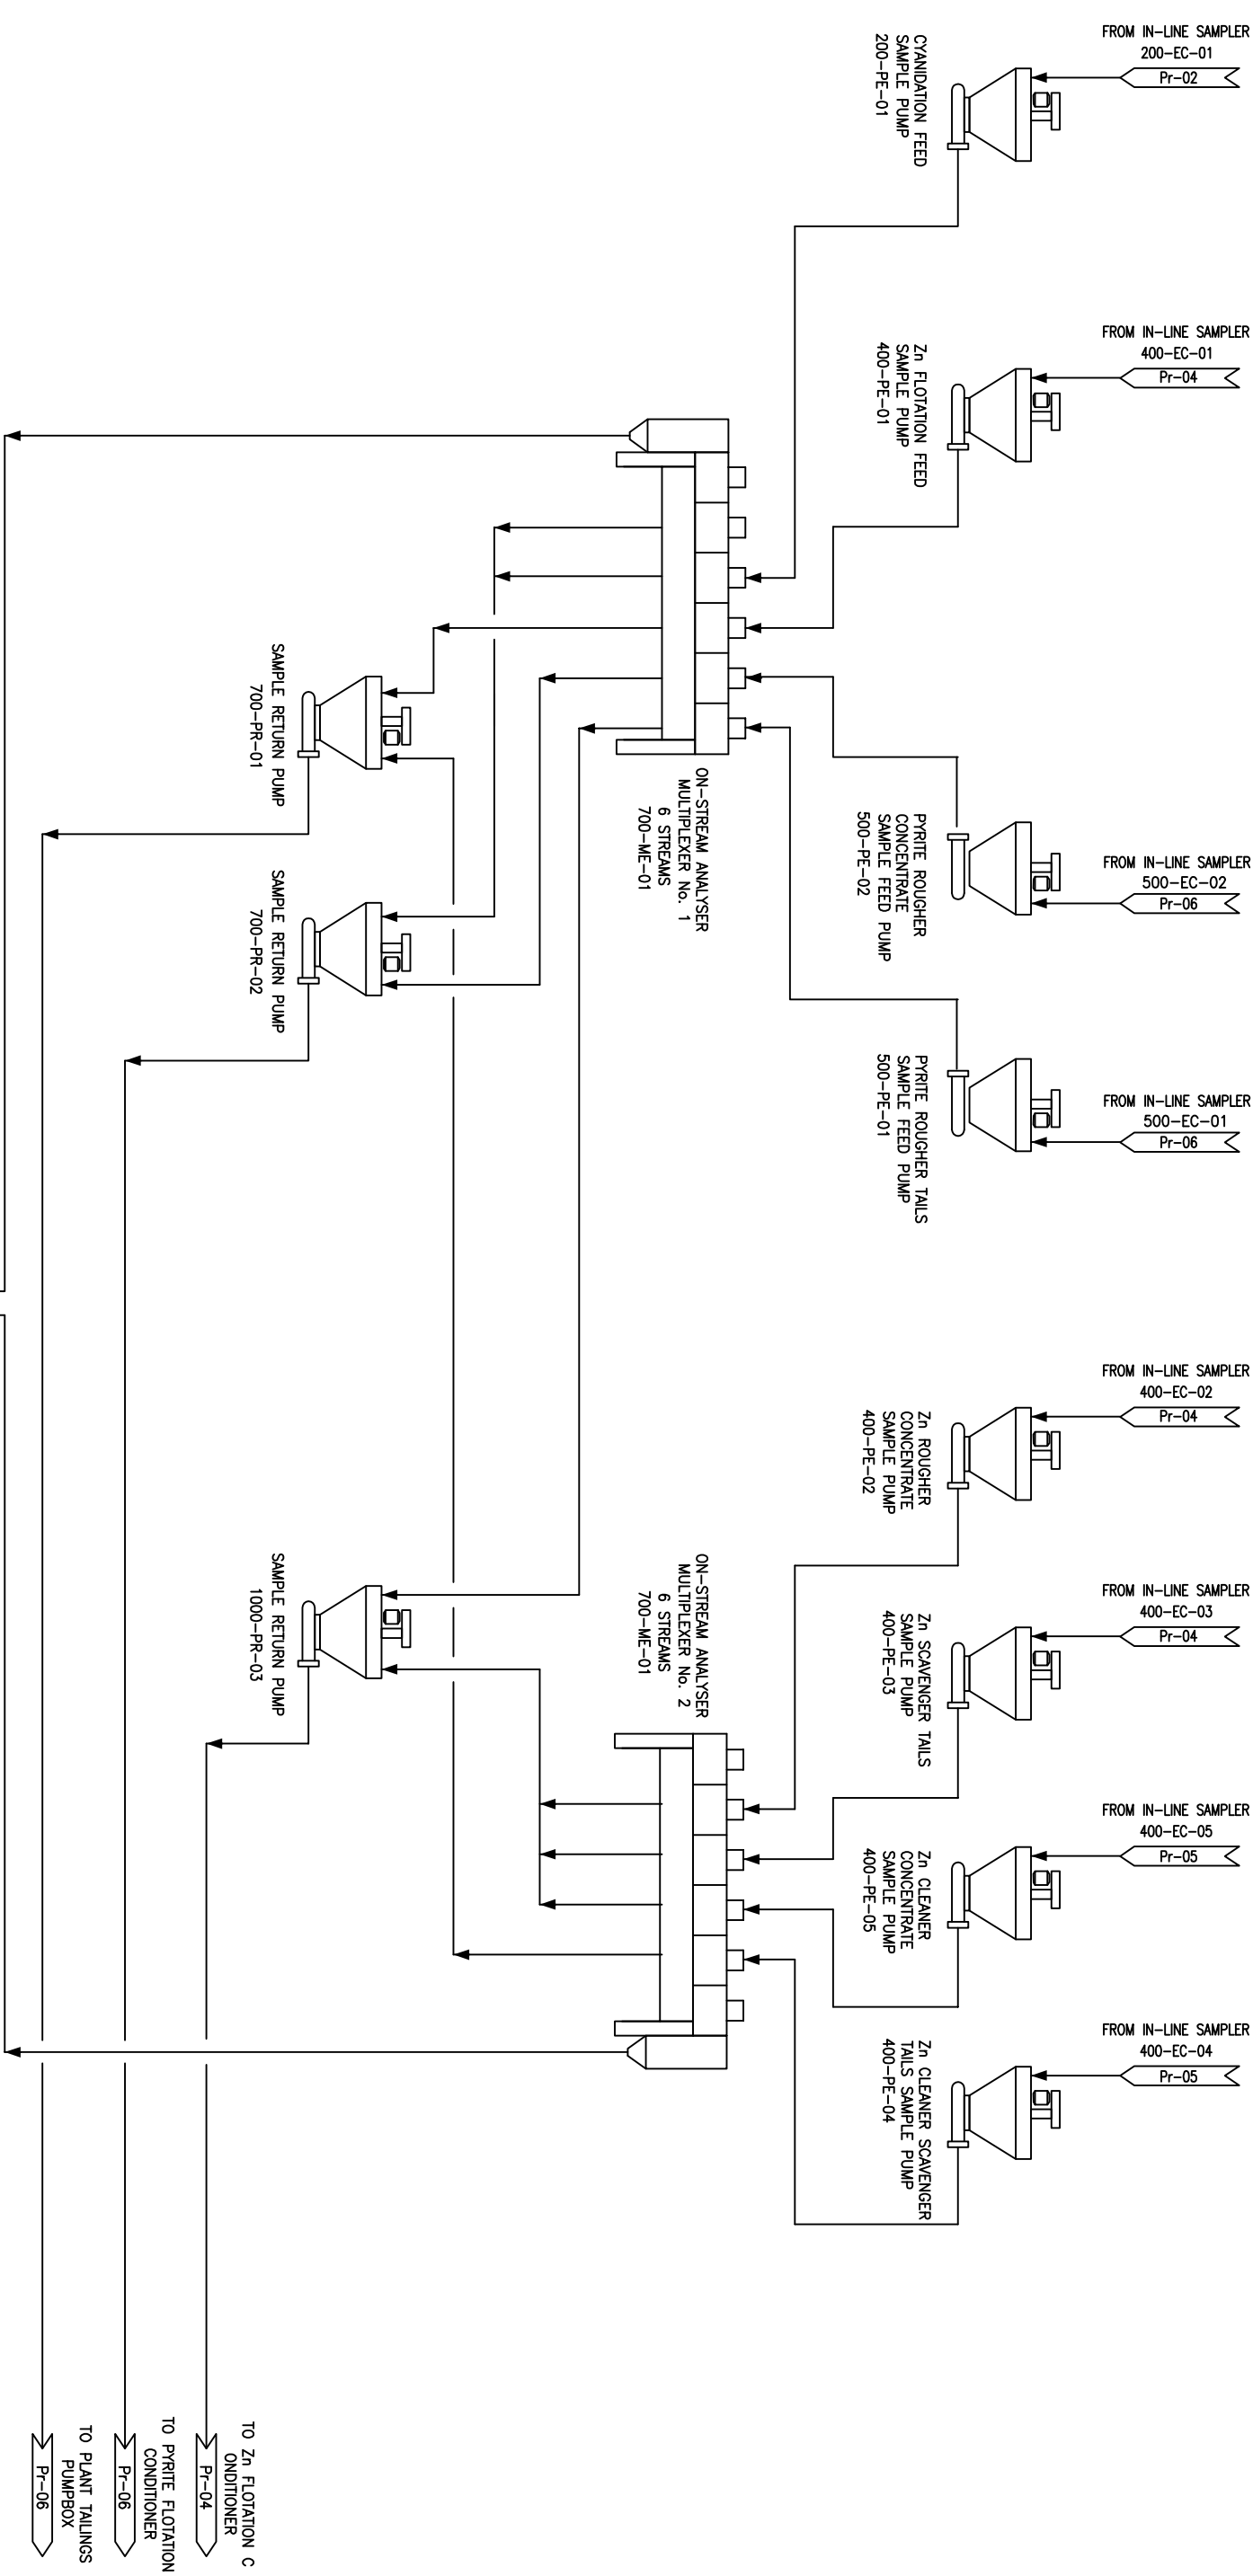 FROM IN-LINE SAMPLER
200-EC-01
Pr-02
CYANIDATION FEED
SAMPLE PUMP
200-PE-01
FROM IN-LINE SAMPLER
400-EC-01
Pr-04
Zn FLOTATION FEED
SAMPLE PUMP
400-PE-01
FROM IN-LINE SAMPLER
500-EC-02
Pr-06
PYRITE ROUGHER
CONCENTRATE
SAMPLE FEED PUMP
500-PE-02
FROM IN-LINE SAMPLER
500-EC-01
Pr-06
PYRITE ROUGHER TAILS
SAMPLE FEED PUMP
500-PE-01
FROM IN-LINE SAMPLER
400-EC-02
Pr-04
Zn ROUGHER
CONCENTRATE
SAMPLE PUMP
400-PE-02
FROM IN-LINE SAMPLER
400-EC-03
Pr-04
Zn SCAVENGER TAILS
SAMPLE PUMP
400-PE-03
FROM IN-LINE SAMPLER
400-EC-05
Pr-05
Zn CLEANER
CONCENTRATE
SAMPLE PUMP
400-PE-05
FROM IN-LINE SAMPLER
400-EC-04
Pr-05
Zn CLEANER SCAVENGER
TAILS SAMPLE PUMP
400-PE-04
ON-STREAM ANALYSER
MULTIPLEXER No. 1
6 STREAMS
700-ME-01
ON-STREAM ANALYSER
MULTIPLEXER No. 2
6 STREAMS
700-ME-01
SAMPLE RETURN PUMP
700-PR-01
SAMPLE RETURN PUMP
700-PR-02
SAMPLE RETURN PUMP
1000-PR-03
TO Zn FLOTATION C
ONDITIONER
Pr-04
TO PYRITE FLOTATION
CONDITIONER
Pr-06
TO PLANT TAILINGS
PUMPBOX
Pr-06